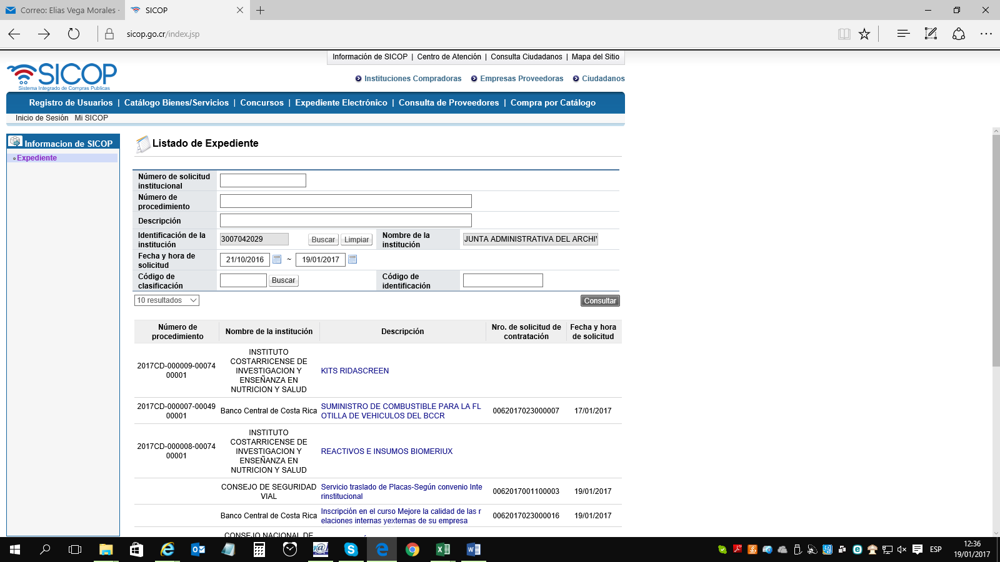 Correo: Elias Vega Morales -
SICOP
sicop.go.cr/index.jsp
Información de SICOP | Centro de Atención | Consulta Ciudadanos | Mapa del Sitio
SICOP
Sistema Integrado de Compras Públicas
Instituciones Compradoras Empresas Proveedoras Ciudadanos
Registro de Usuarios | Catálogo Bienes/Servicios | Concursos | Expediente Electrónico | Consulta de Proveedores | Compra por Catálogo
Inicio de Sesión Mi SICOP
Informacion de SICOP
Expediente
Listado de Expediente
Número de solicitud
institucional
Número de
procedimiento
Descripción
Identificación de la
institución
3007042029
Buscar Limpiar
Nombre de la
institución
JUNTA ADMINISTRATIVA DEL ARCHIV
Fecha y hora de
solicitud
21/10/2016 ~ 19/01/2017
Código de
clasificación
Buscar
Código de
identificación
10 resultados
Consultar
Número de
procedimiento
Nombre de la institución
Descripción
Nro. de solicitud de
contratación
Fecha y hora
de solicitud
2017CD-000009-00074
00001
INSTITUTO
COSTARRICENSE DE
INVESTIGACION Y
ENSEÑANZA EN
NUTRICION Y SALUD
KITS RIDASCREEN
2017CD-000007-00049
00001
Banco Central de Costa Rica
SUMINISTRO DE COMBUSTIBLE PARA LA FL
OTILLA DE VEHICULOS DEL BCCR
0062017023000007
17/01/2017
2017CD-000008-00074
00001
INSTITUTO
COSTARRICENSE DE
INVESTIGACION Y
ENSEÑANZA EN
NUTRICION Y SALUD
REACTIVOS E INSUMOS BIOMERIUX
CONSEJO DE SEGURIDAD
VIAL
Servicio traslado de Placas-Según convenio Inte
rinstitucional
0062017001100003
19/01/2017
Banco Central de Costa Rica
Inscripción en el curso Mejore la calidad de las r
elaciones internas yexternas de su empresa
0062017023000016
19/01/2017
CONSEJO NACIONAL DE
ESP
12:36
19/01/2017